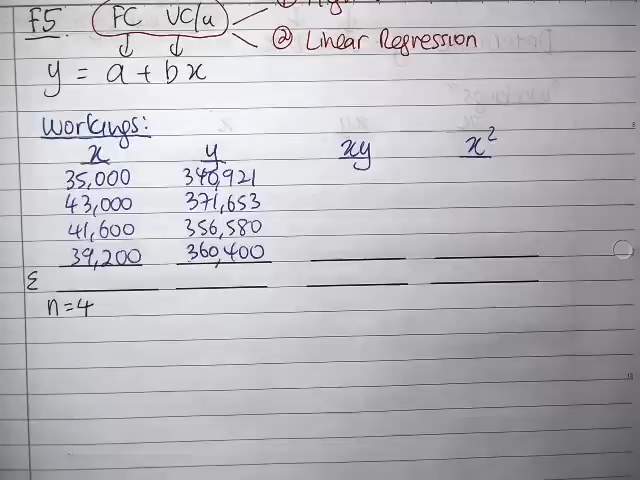 F5. FC VC/u
② Linear Regression
y = a + bx
Workings:
x y xy x²
35,000 340,921
43,000 371,653
41,600 356,580
39,200 360,400
Σ
n=4